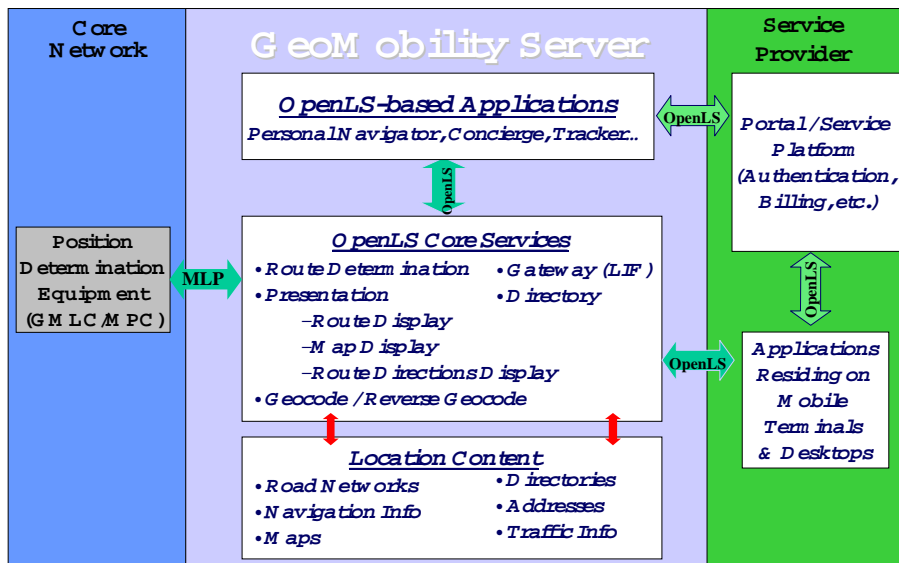 Core
Network
GeoMobility Server
Service
Provider
OpenLS-based Applications
Personal Navigator, Concierge, Tracker...
OpenLS
Portal/Service
Platform
(Authentication,
Billing, etc.)
OpenLS
OpenLS Core Services
•Route Determination
•Presentation
–Route Display
–Map Display
–Route Directions Display
•Geocode/Reverse Geocode
•Gateway (LIF)
•Directory
Position
Determination
Equipment
(GMLC/MPC)
MLP
OpenLS
OpenLS
Applications
Residing on
Mobile
Terminals
& Desktops
Location Content
•Road Networks
•Navigation Info
•Maps
•Directories
•Addresses
•Traffic Info